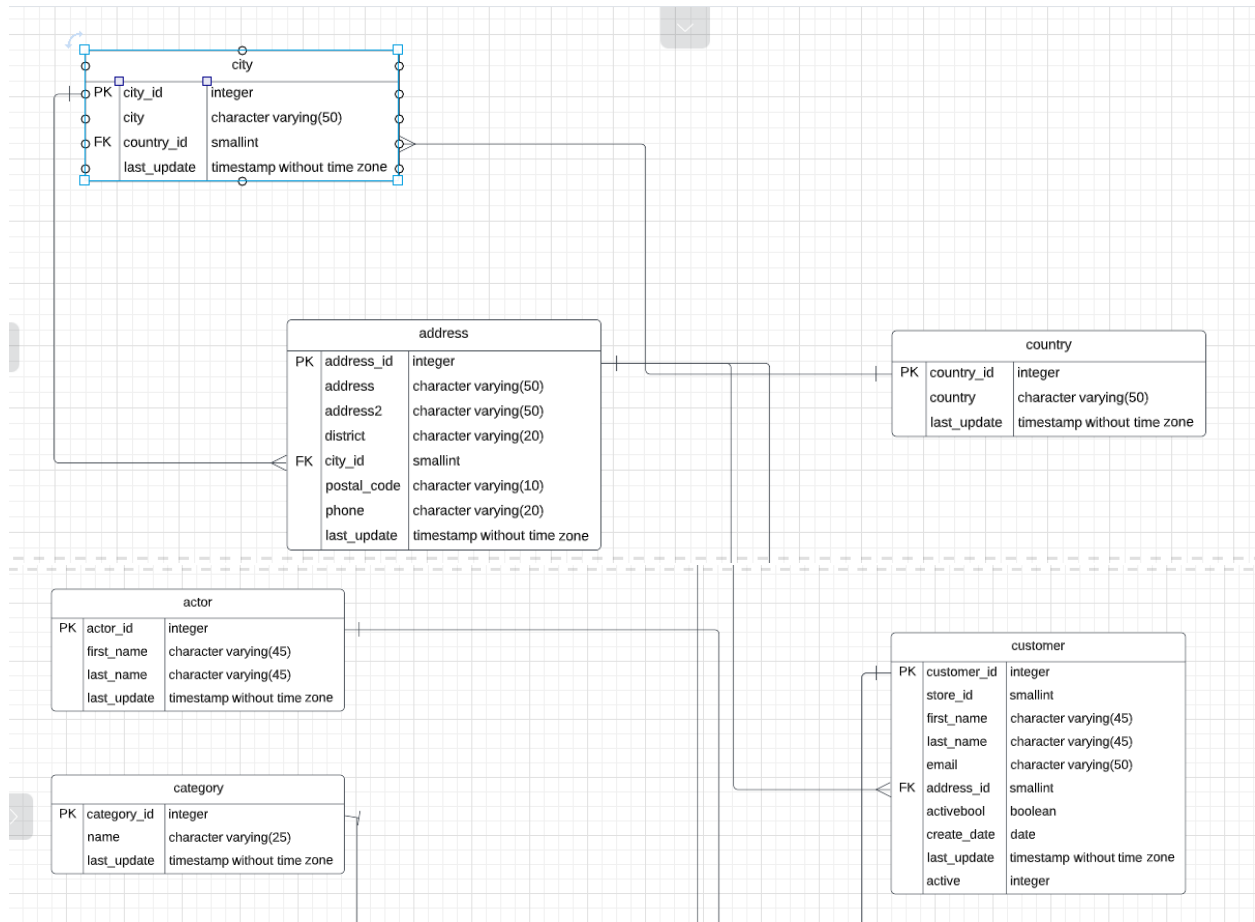 city
PK city_id integer
city character varying(50)
FK country_id smallint
last_update timestamp without time zone
address
PK address_id integer
address character varying(50)
address2 character varying(50)
district character varying(20)
FK city_id smallint
postal_code character varying(10)
phone character varying(20)
last_update timestamp without time zone
country
PK country_id integer
country character varying(50)
last_update timestamp without time zone
actor
PK actor_id integer
first_name character varying(45)
last_name character varying(45)
last_update timestamp without time zone
customer
PK customer_id integer
store_id smallint
first_name character varying(45)
last_name character varying(45)
email character varying(50)
FK address_id smallint
activebool boolean
create_date date
last_update timestamp without time zone
active integer
category
PK category_id integer
name character varying(25)
last_update timestamp without time zone